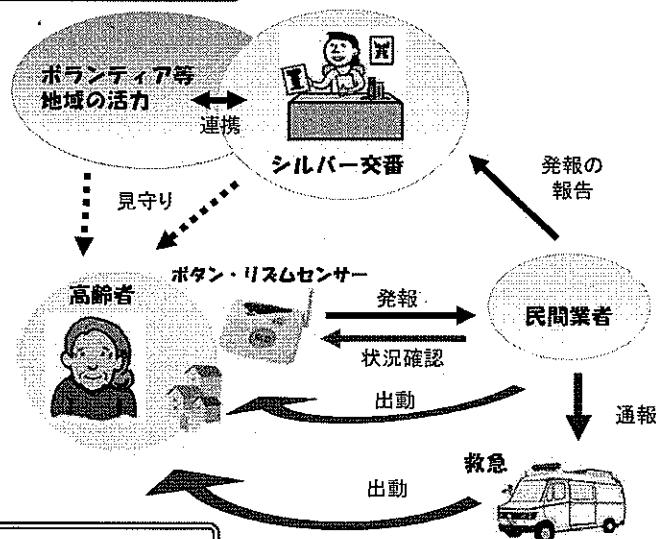 ボランティア等
地域の活力
連携
シルバー交番
発報の
報告
見守り
高齢者
ボタン・リズムセンサー
発報
状況確認
民間業者
出動
通報
救急
出動